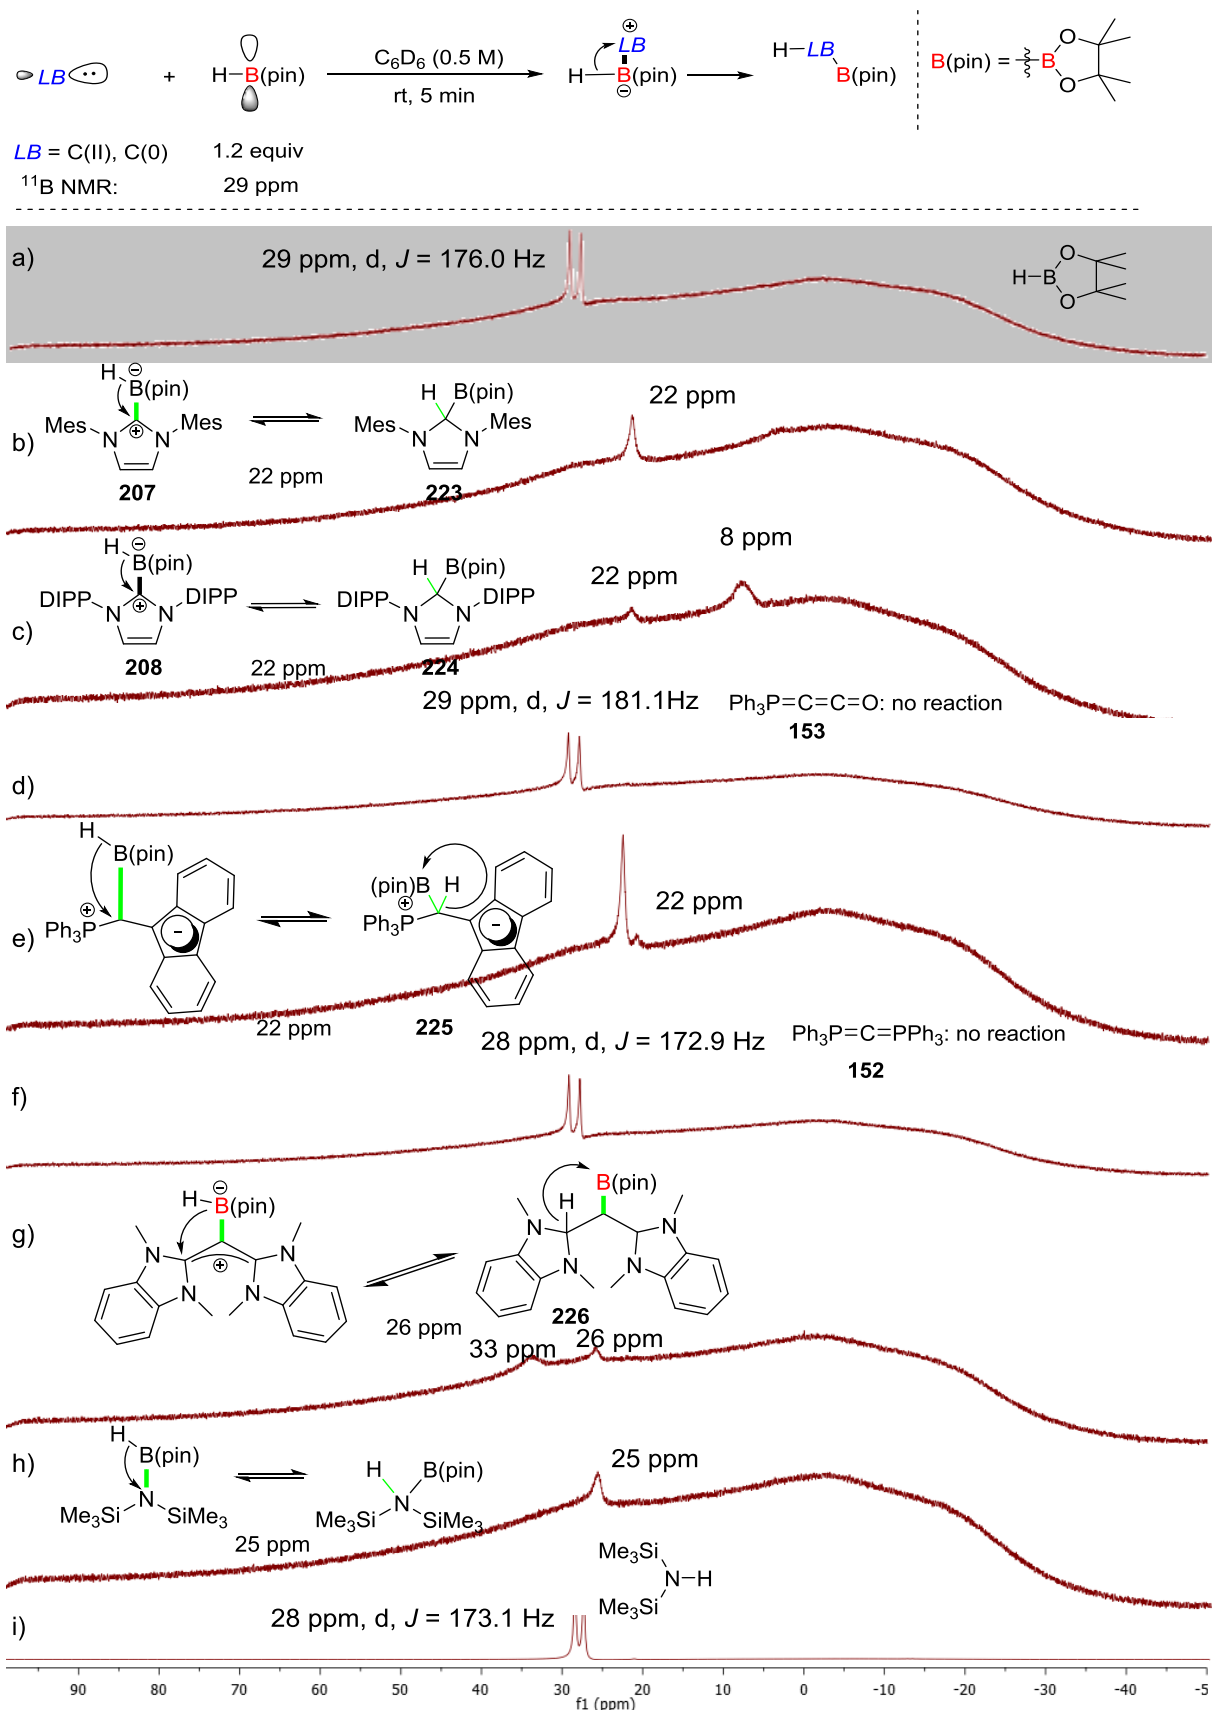 LB + H–B(pin) C₆D₆ (0.5 M) rt, 5 min
⊕ LB
H B(pin) ⊖
H–LB B(pin)
B(pin) = B O O
LB = C(II), C(0) 1.2 equiv
¹¹B NMR: 29 ppm
a) 29 ppm, d, J = 176.0 Hz
H–B O O
H ⊖ B(pin) Mes N ⊕ N Mes
H B(pin) Mes N N Mes
22 ppm
b)
22 ppm
207 223
8 ppm
H ⊖ B(pin) DIPP N ⊕ N DIPP
H B(pin) DIPP N N DIPP
22 ppm
c)
208 22 ppm 224
29 ppm, d, J = 181.1Hz Ph₃P=C=C=O: no reaction
153
d)
H B(pin) ⊕ Ph₃P −
(pin)B H ⊕ Ph₃P −
22 ppm
e)
22 ppm 225
28 ppm, d, J = 172.9 Hz Ph₃P=C=PPh₃: no reaction
152
f)
H ⊖ B(pin) N N ⊕ N N
B(pin) H N N N N
g)
26 ppm 226
33 ppm 26 ppm
h)
H B(pin) N Me₃Si SiMe₃
H B(pin) N Me₃Si SiMe₃
25 ppm
25 ppm
Me₃Si
N–H
Me₃Si
i) 28 ppm, d, J = 173.1 Hz
90 80 70 60 50 40 30 20 10 0 -10 -20 -30 -40 -5
f1 (ppm)